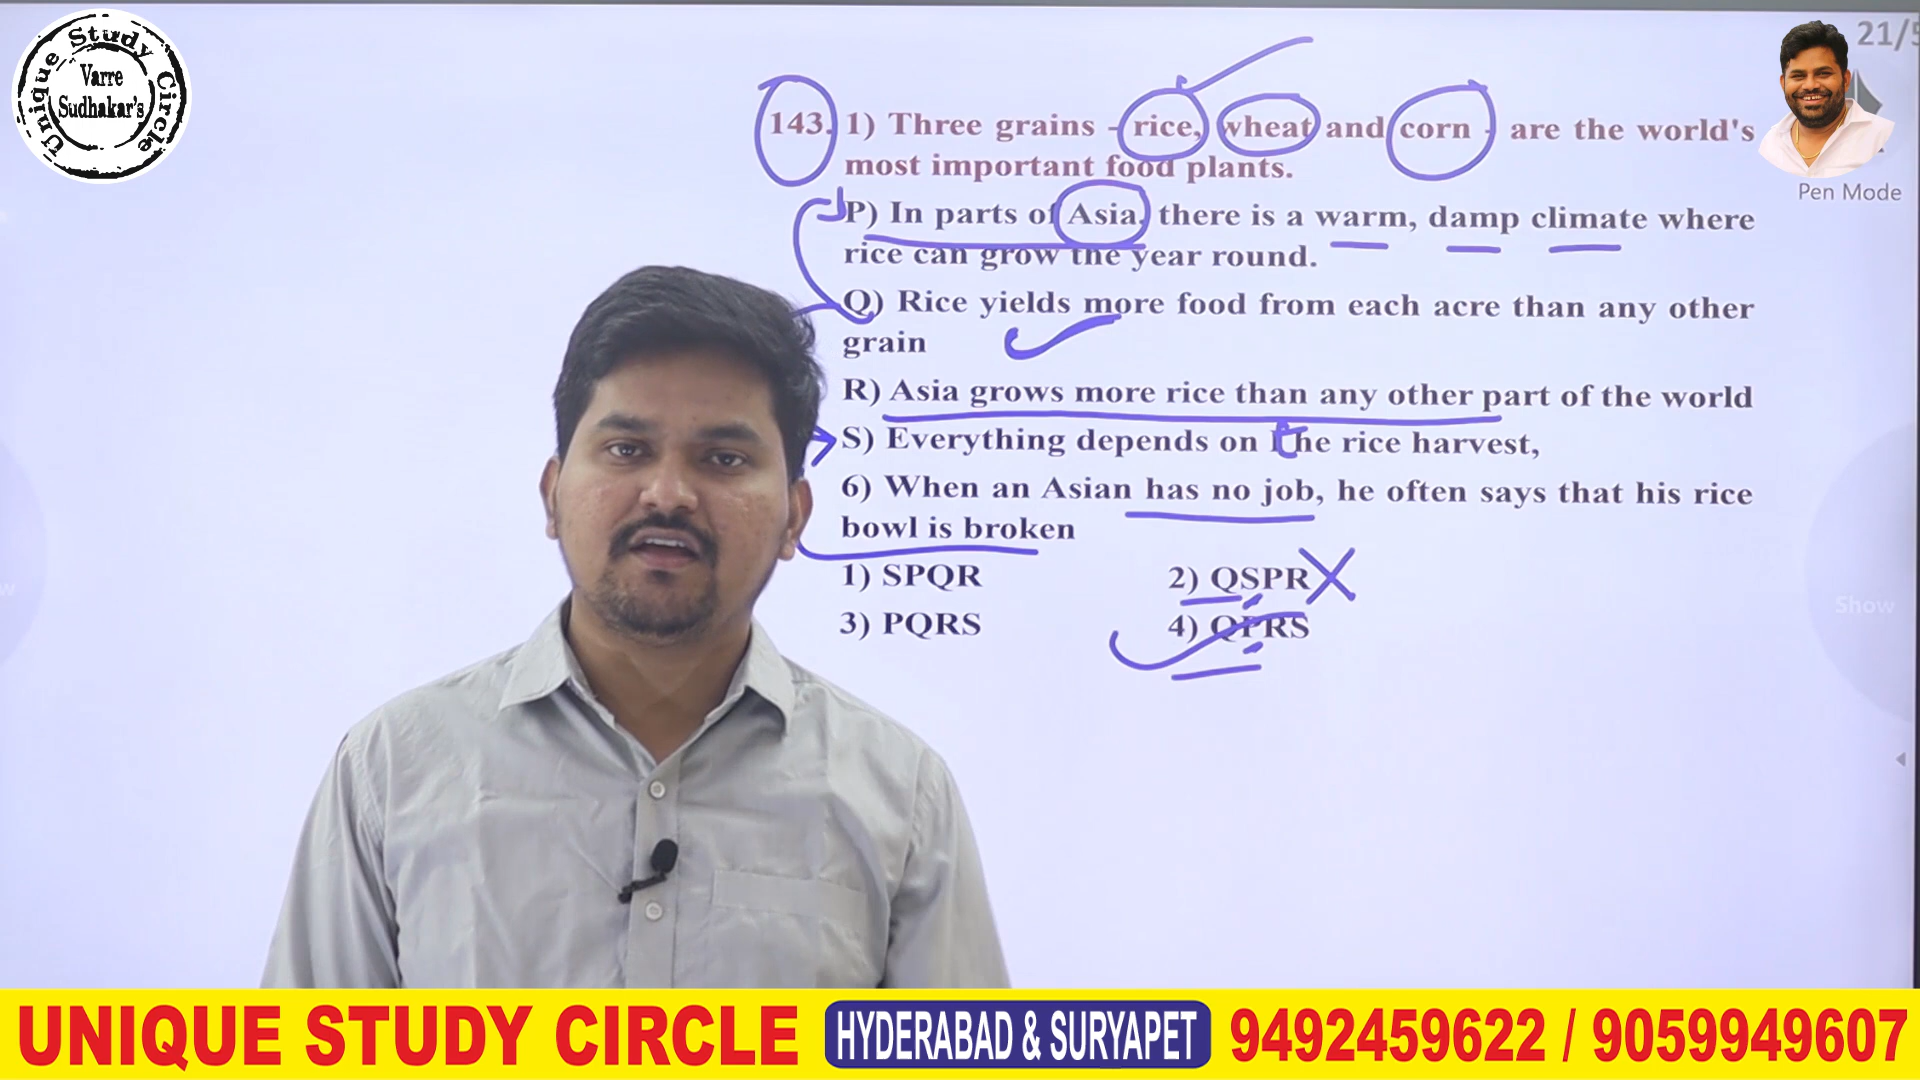 Unique Study Circle
Varre
Sudhakar's
21/5
Pen Mode
143. 1) Three grains - rice, wheat and corn - are the world's
most important food plants.
P) In parts of Asia, there is a warm, damp climate where
rice can grow the year round.
Q) Rice yields more food from each acre than any other
grain
R) Asia grows more rice than any other part of the world
S) Everything depends on the rice harvest,
6) When an Asian has no job, he often says that his rice
bowl is broken
1) SPQR 2) QSPR
3) PQRS 4) QPRS
Show
UNIQUE STUDY CIRCLE HYDERABAD & SURYAPET 9492459622 / 9059949607